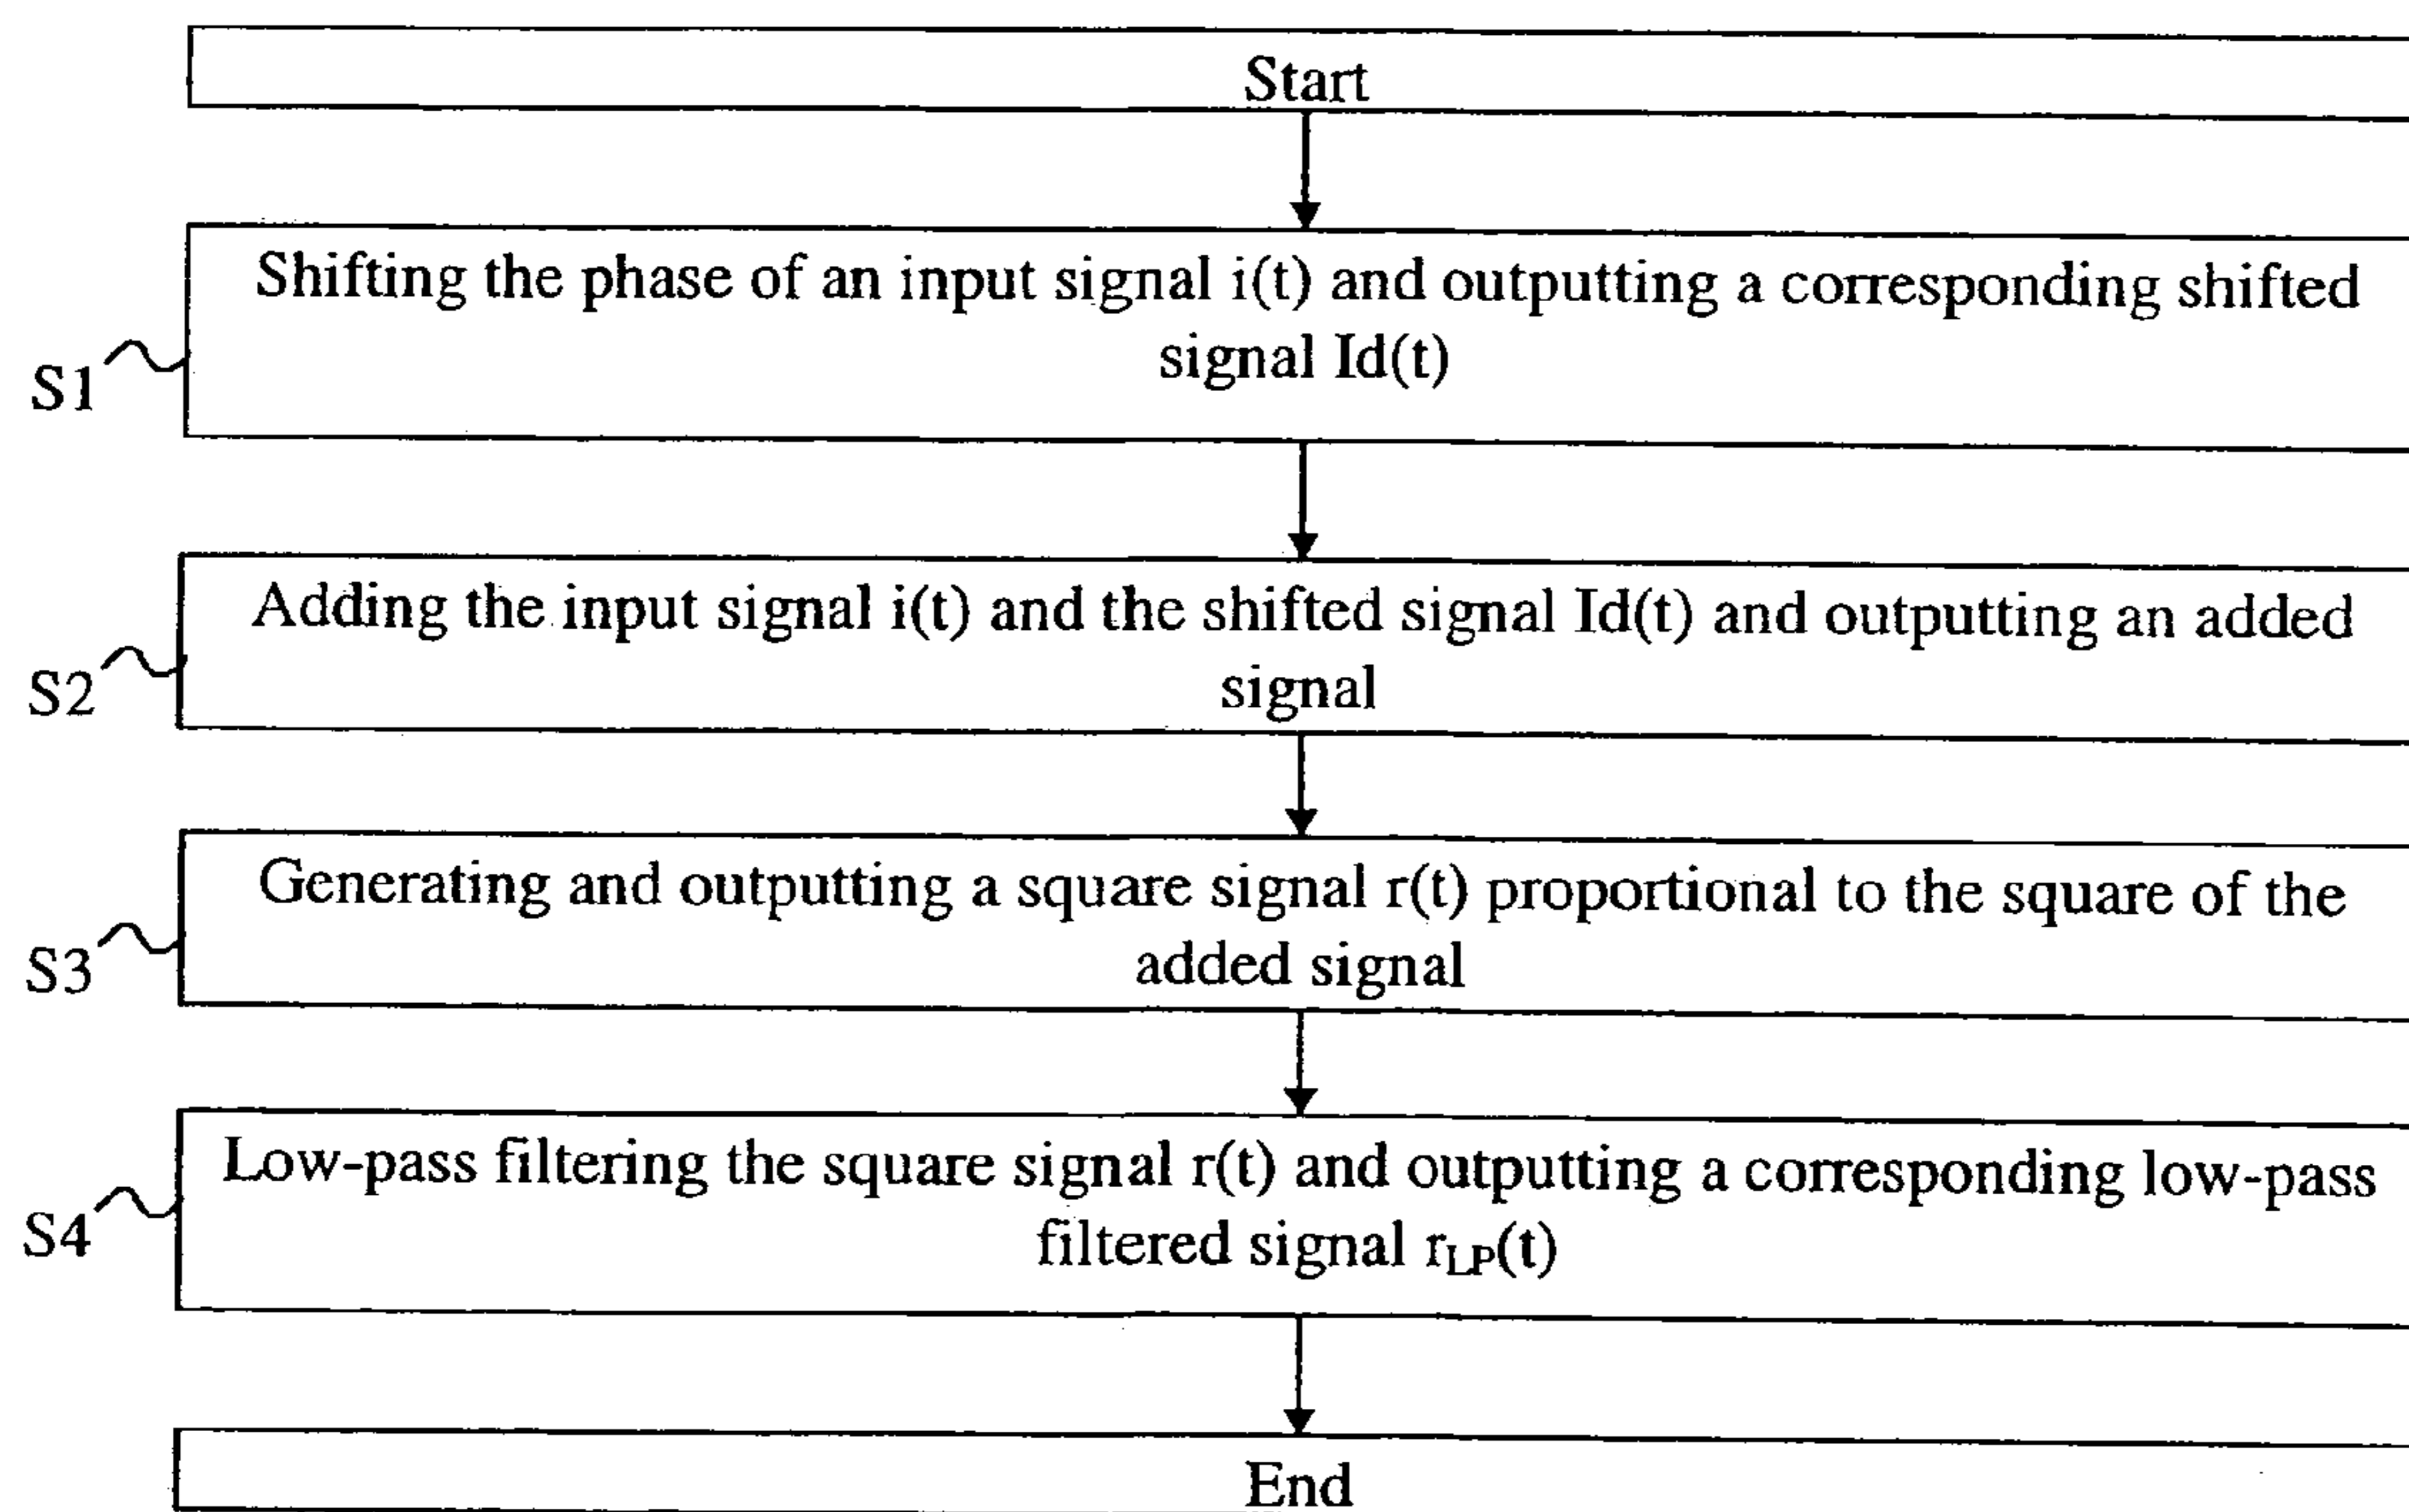 Start
Shifting the phase of an input signal i(t) and outputting a corresponding shifted
signal Id(t)
S1
Adding the input signal i(t) and the shifted signal Id(t) and outputting an added
signal
S2
Generating and outputting a square signal r(t) proportional to the square of the
added signal
S3
Low-pass filtering the square signal r(t) and outputting a corresponding low-pass
filtered signal rLP(t)
S4
End